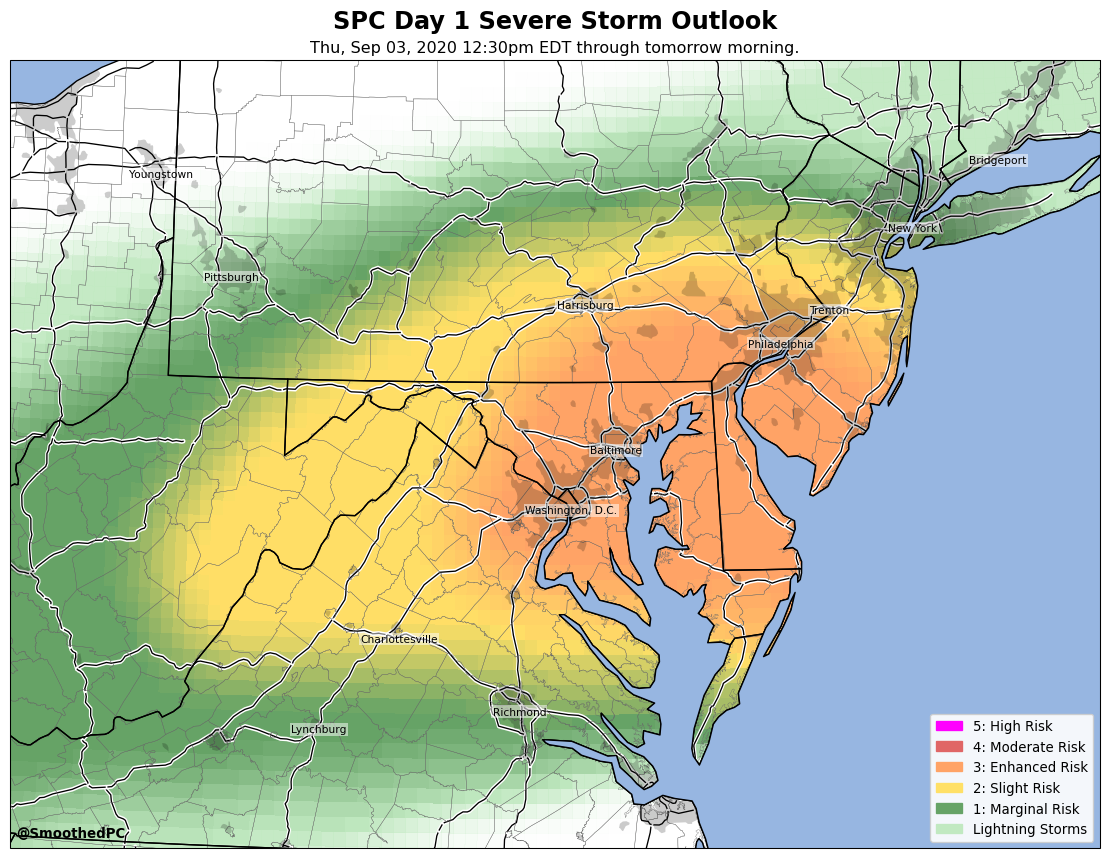 SPC Day 1 Severe Storm Outlook
Thu, Sep 03, 2020 12:30pm EDT through tomorrow morning.
Bridgeport
Youngstown
New York
Pittsburgh
Harrisburg
Trenton
Philadelphia
Baltimore
Washington, D.C.
Charlottesville
Richmond
Lynchburg
5: High Risk
4: Moderate Risk
3: Enhanced Risk
2: Slight Risk
1: Marginal Risk
Lightning Storms
@SmoothedPC